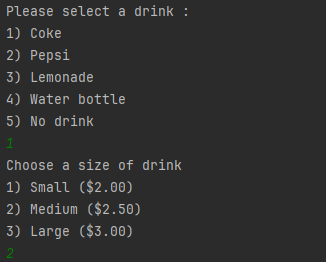 Please select a drink :
1) Coke
2) Pepsi
3) Lemonade
4) Water bottle
5) No drink
1
Choose a size of drink
1) Small ($2.00)
2) Medium ($2.50)
3) Large ($3.00)
2